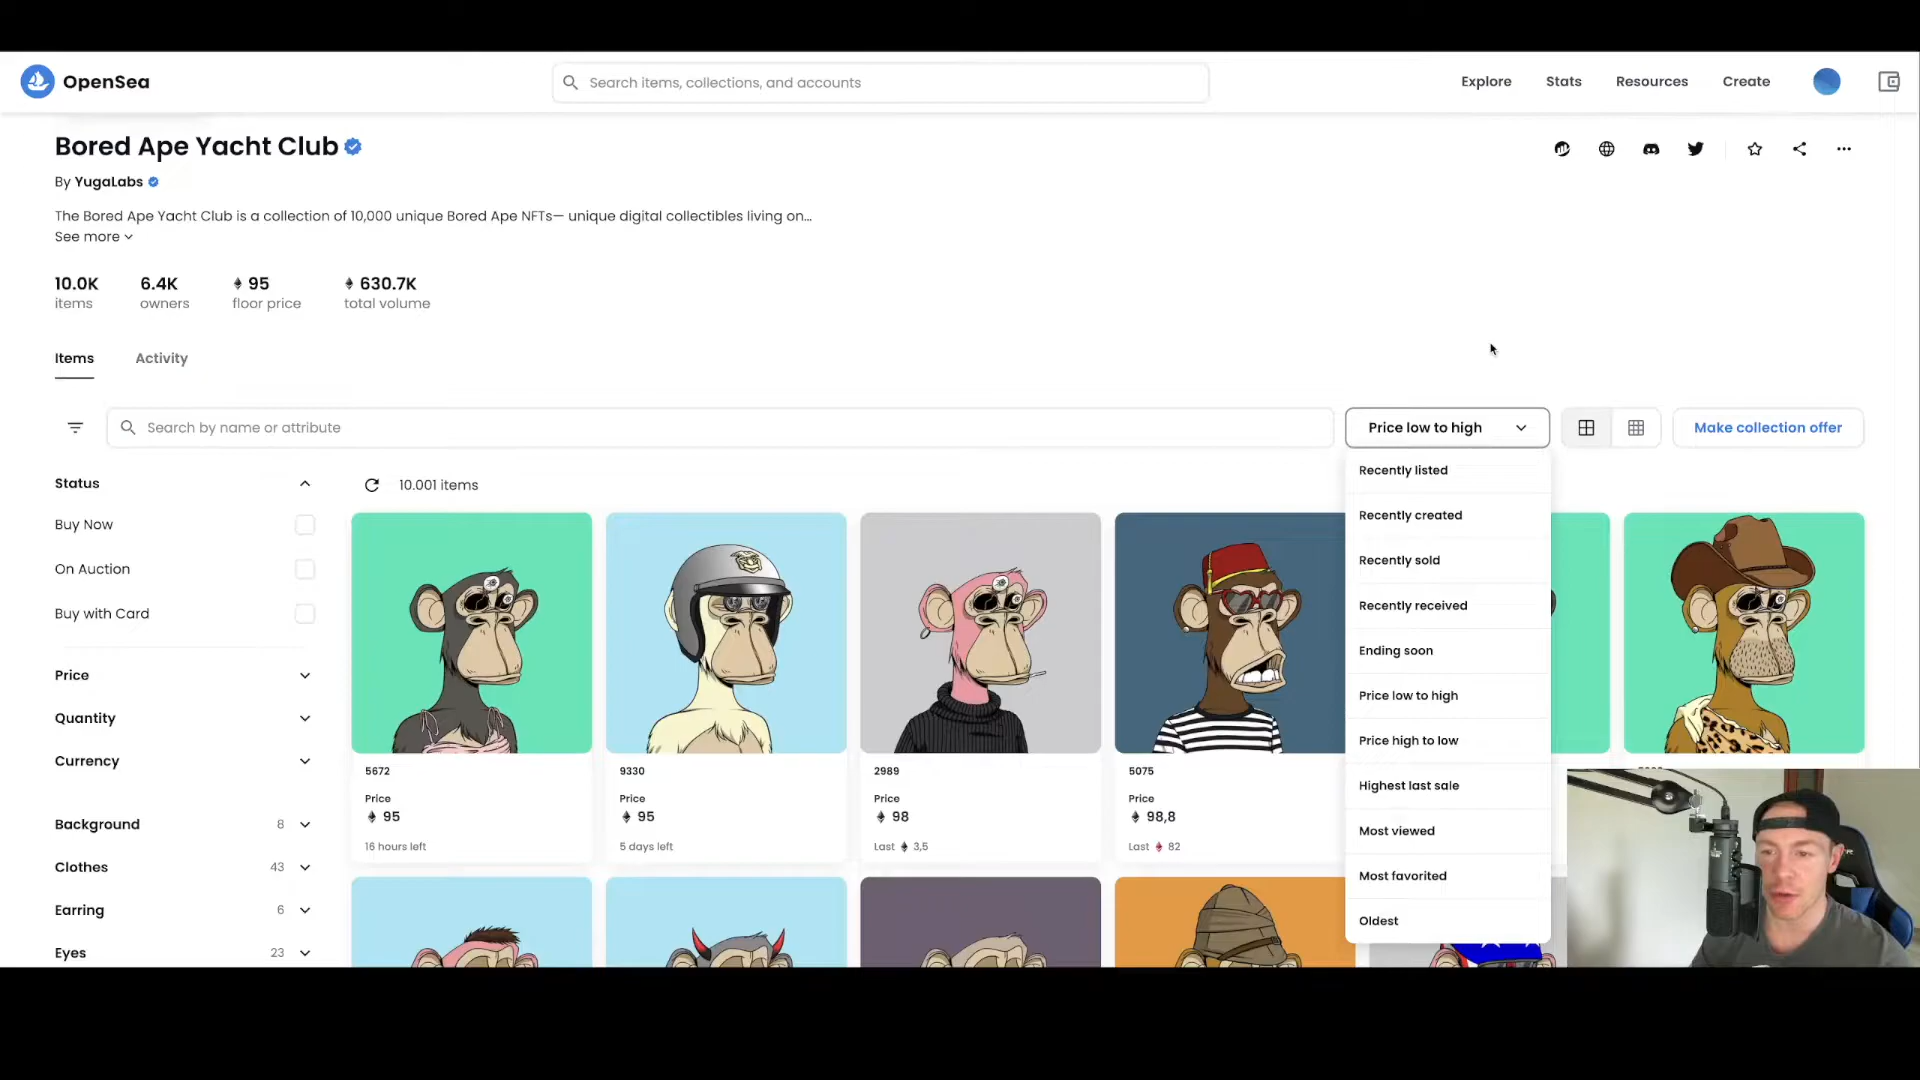 OpenSea
Search items, collections, and accounts
Explore
Stats
Resources
Create
Bored Ape Yacht Club
By YugaLabs
The Bored Ape Yacht Club is a collection of 10,000 unique Bored Ape NFTs— unique digital collectibles living on...
See more
10.0K
items
6.4K
owners
95
floor price
630.7K
total volume
Items
Activity
Search by name or attribute
Price low to high
Make collection offer
Recently listed
Recently created
Recently sold
Recently received
Ending soon
Price low to high
Price high to low
Highest last sale
Most viewed
Most favorited
Oldest
Status
Buy Now
On Auction
Buy with Card
Price
Quantity
Currency
Background 8
Clothes 43
Earring 6
Eyes 23
10.001 items
5672
Price
95
16 hours left
9330
Price
95
5 days left
2989
Price
98
Last 3,5
5075
Price
98,8
Last 82